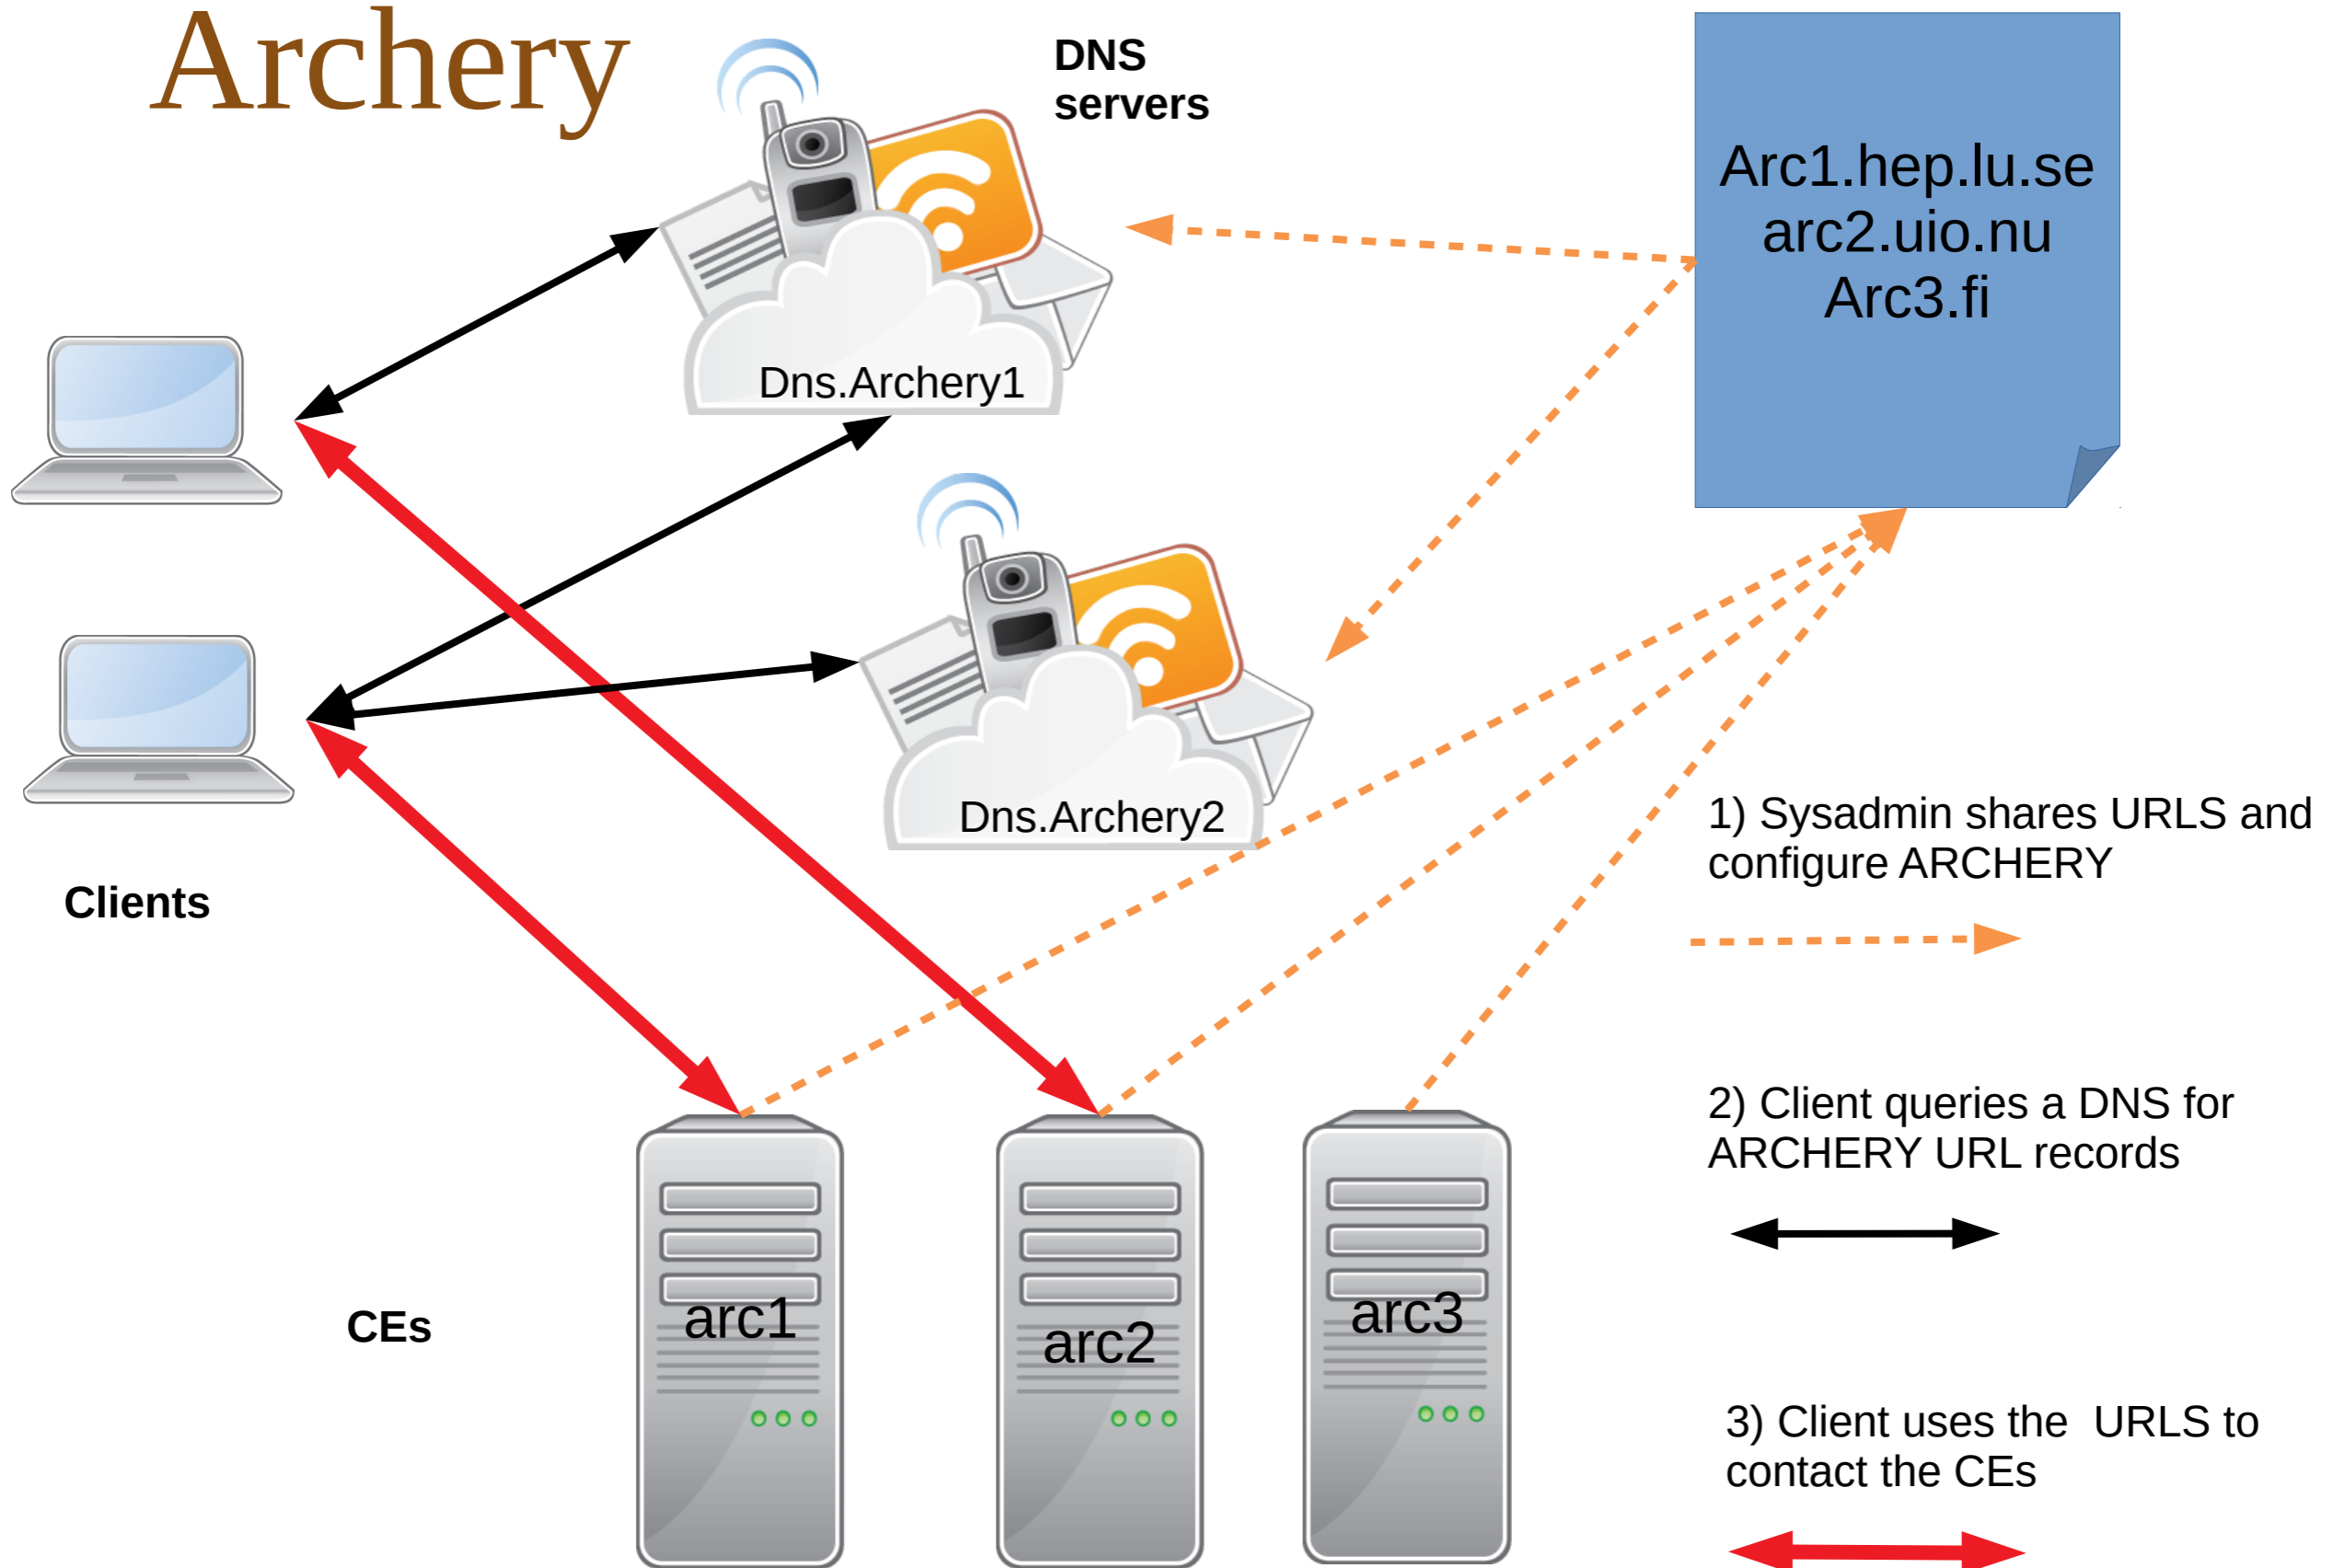 Archery
DNS
servers
Arc1.hep.lu.se
arc2.uio.nu
Arc3.fi
Dns.Archery1
Dns.Archery2
Clients
1) Sysadmin shares URLS and
configure ARCHERY
2) Client queries a DNS for
ARCHERY URL records
CEs
arc1
arc2
arc3
3) Client uses the  URLS to
contact the CEs